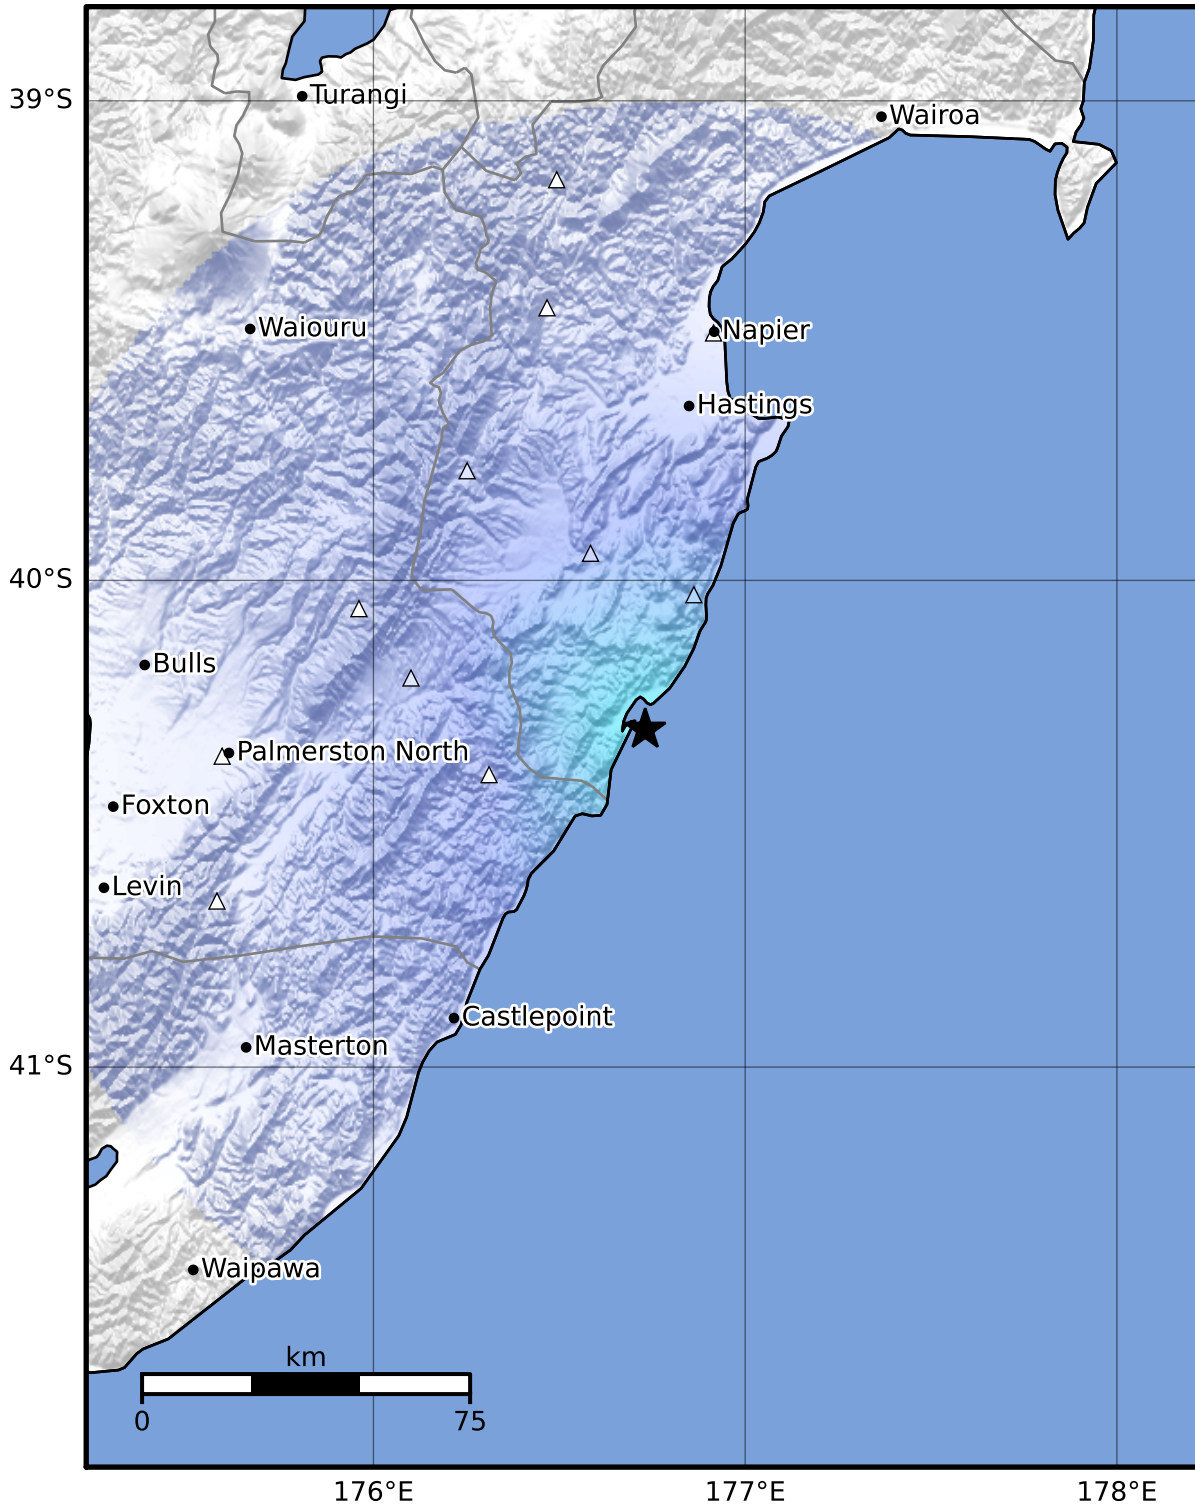 39°S
Turangi
Wairoa
Waiouru
Napier
Hastings
40°S
Bulls
Palmerston North
Foxton
Levin
Castlepoint
Masterton
41°S
Waipawa
km
0 75
176°E 177°E 178°E